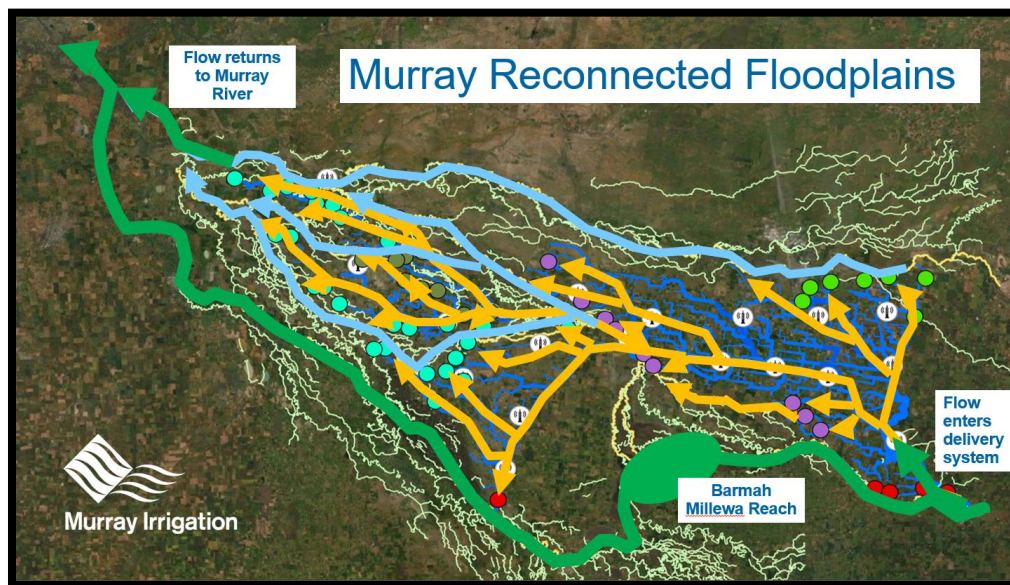 Murray Reconnected Floodplains
Flow returns
to Murray
River
Flow
enters
delivery
system
Barmah
Millewa Reach
Murray Irrigation